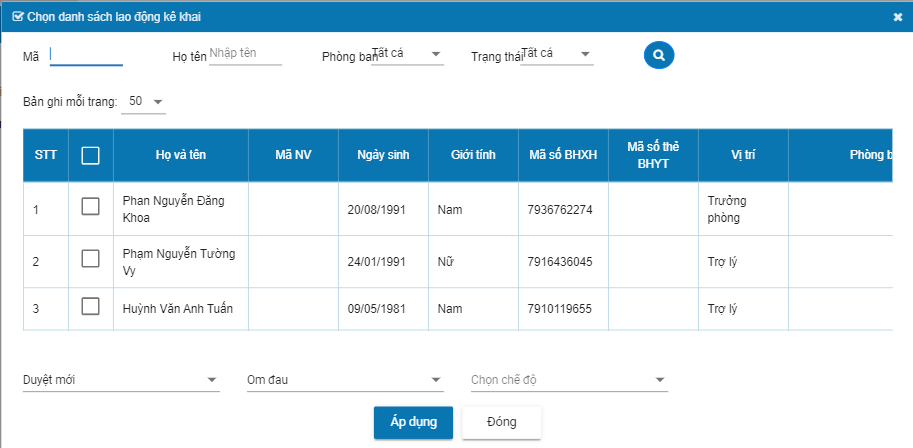 Chọn danh sách lao động kê khai
Mã Họ tên Nhập tên Phòng ban Tất cả Trạng thái Tất cả
Bản ghi mỗi trang: 50
STT Họ và tên Mã NV Ngày sinh Giới tính Mã số BHXH Mã số thẻ BHYT Vị trí Phòng b
1 Phan Nguyễn Đăng Khoa 20/08/1991 Nam 7936762274 Trưởng phòng
2 Phạm Nguyễn Tường Vy 24/01/1991 Nữ 7916436045 Trợ lý
3 Huỳnh Văn Anh Tuấn 09/05/1981 Nam 7910119655 Trợ lý
Duyệt mới Om đau Chọn chế độ
Áp dụng Đóng